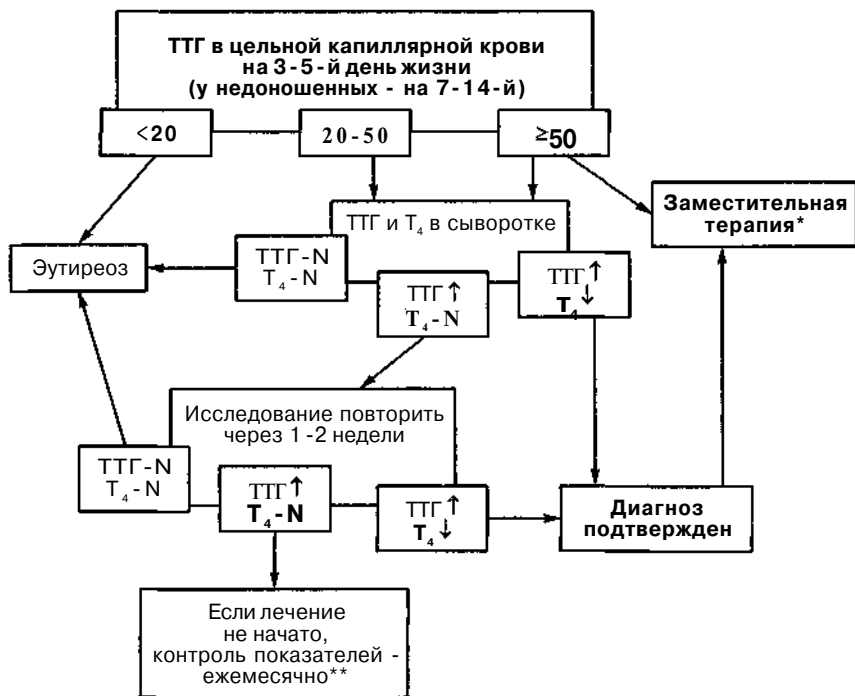 ТТГ в цельной капиллярной крови
на 3-5-й день жизни
(у недоношенных - на 7-14-й)
<20
20-50
≥50
Заместительная
терапия*
ТТГ и Т₄ в сыворотке
Эутиреоз
ТТГ-N
Т₄-N
ТТГ↑
Т₄-N
ТТГ↑
Т₄↓
Исследование повторить
через 1-2 недели
ТТГ-N
Т₄-N
ТТГ↑
Т₄-N
ТТГ↑
Т₄↓
Диагноз
подтвержден
Если лечение
не начато,
контроль показателей -
ежемесячно**